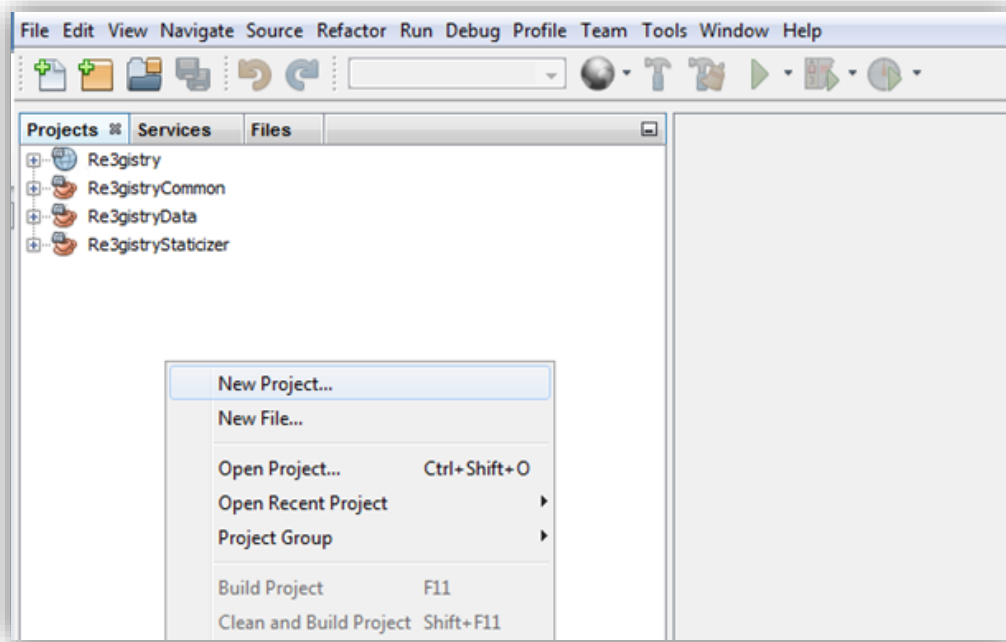 File Edit View Navigate Source Refactor Run Debug Profile Team Tools Window Help
Projects Services Files
Re3gistry
Re3gistryCommon
Re3gistryData
Re3gistryStaticizer
New Project...
New File...
Open Project... Ctrl+Shift+O
Open Recent Project
Project Group
Build Project F11
Clean and Build Project Shift+F11